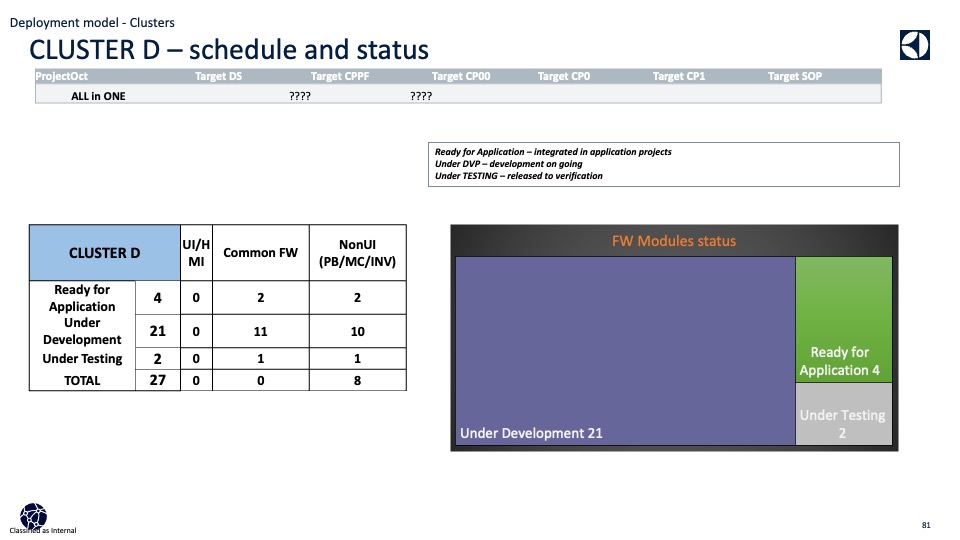 Deployment model - Clusters
CLUSTER D – schedule and status
ProjectOct Target DS Target CPPF Target CP00 Target CP0 Target CP1 Target SOP
ALL in ONE ???? ????
Ready for Application – integrated in application projects
Under DVP – development on going
Under TESTING – released to verification
CLUSTER D UI/H MI Common FW NonUI (PB/MC/INV)
Ready for Application 4 0 2 2
Under Development 21 0 11 10
Under Testing 2 0 1 1
TOTAL 27 0 0 8
FW Modules status
Under Development 21
Ready for
Application 4
Under Testing
2
Classified as Internal
81